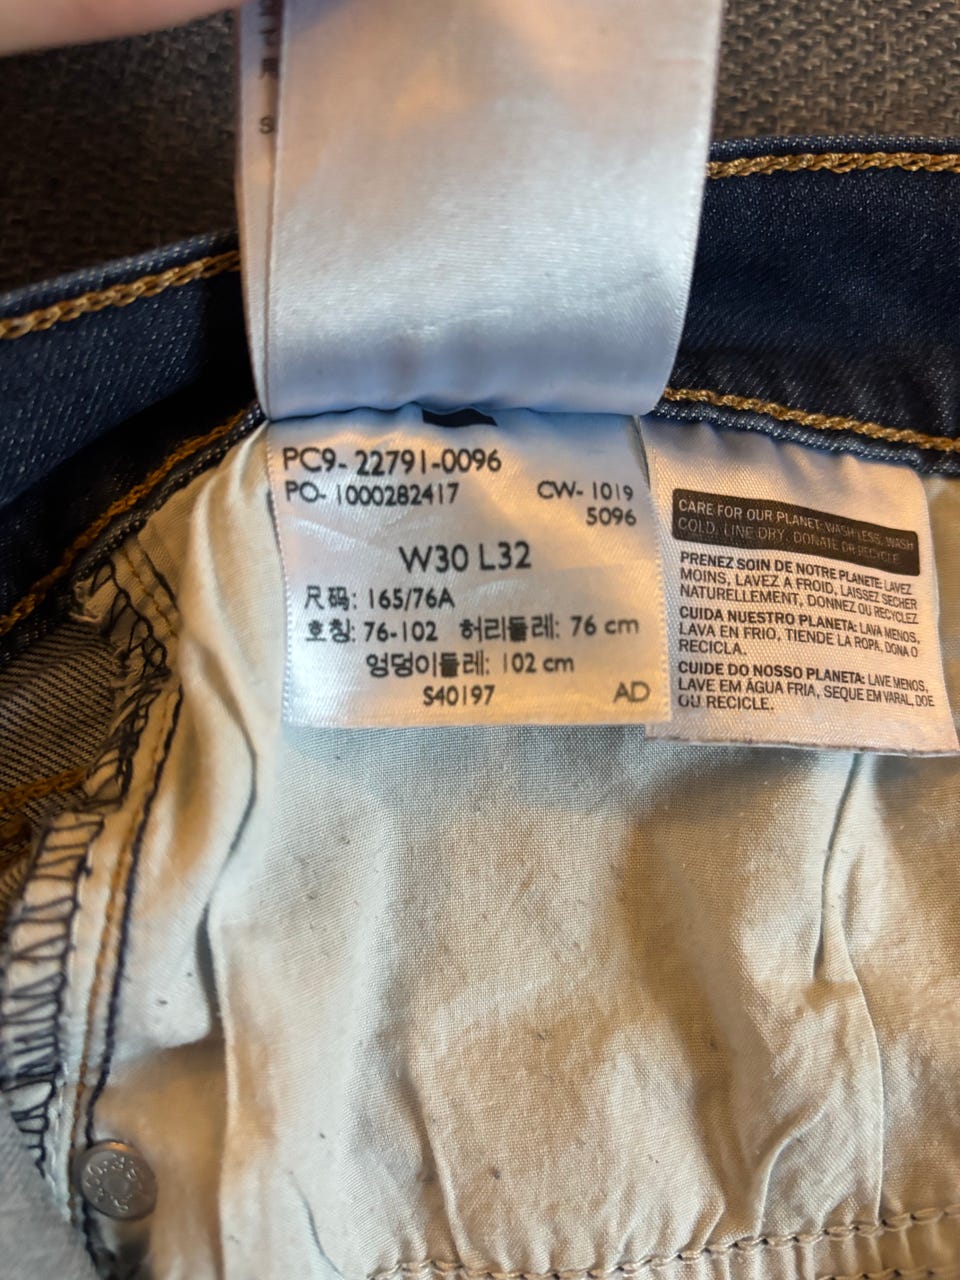 PC9- 22791-0096
PO- 1000282417
CW- 1019
5096
W30 L32
尺码: 165/76A
호칭: 76-102 허리둘레: 76 cm
엉덩이둘레: 102 cm
S40197
AD
CARE FOR OUR PLANET: WASH LESS, WASH
COLD, LINE DRY, DONATE OR RECYCLE.
PRENEZ SOIN DE NOTRE PLANETE: LAVEZ
MOINS, LAVEZ A FROID, LAISSEZ SECHER
NATURELLEMENT, DONNEZ OU RECYCLEZ
CUIDA NUESTRO PLANETA: LAVA MENOS,
LAVA EN FRIO, TIENDE LA ROPA, DONA O
RECICLA.
CUIDE DO NOSSO PLANETA: LAVE MENOS,
LAVE EM ÁGUA FRIA, SEQUE EM VARAL, DOE
OU RECICLE.